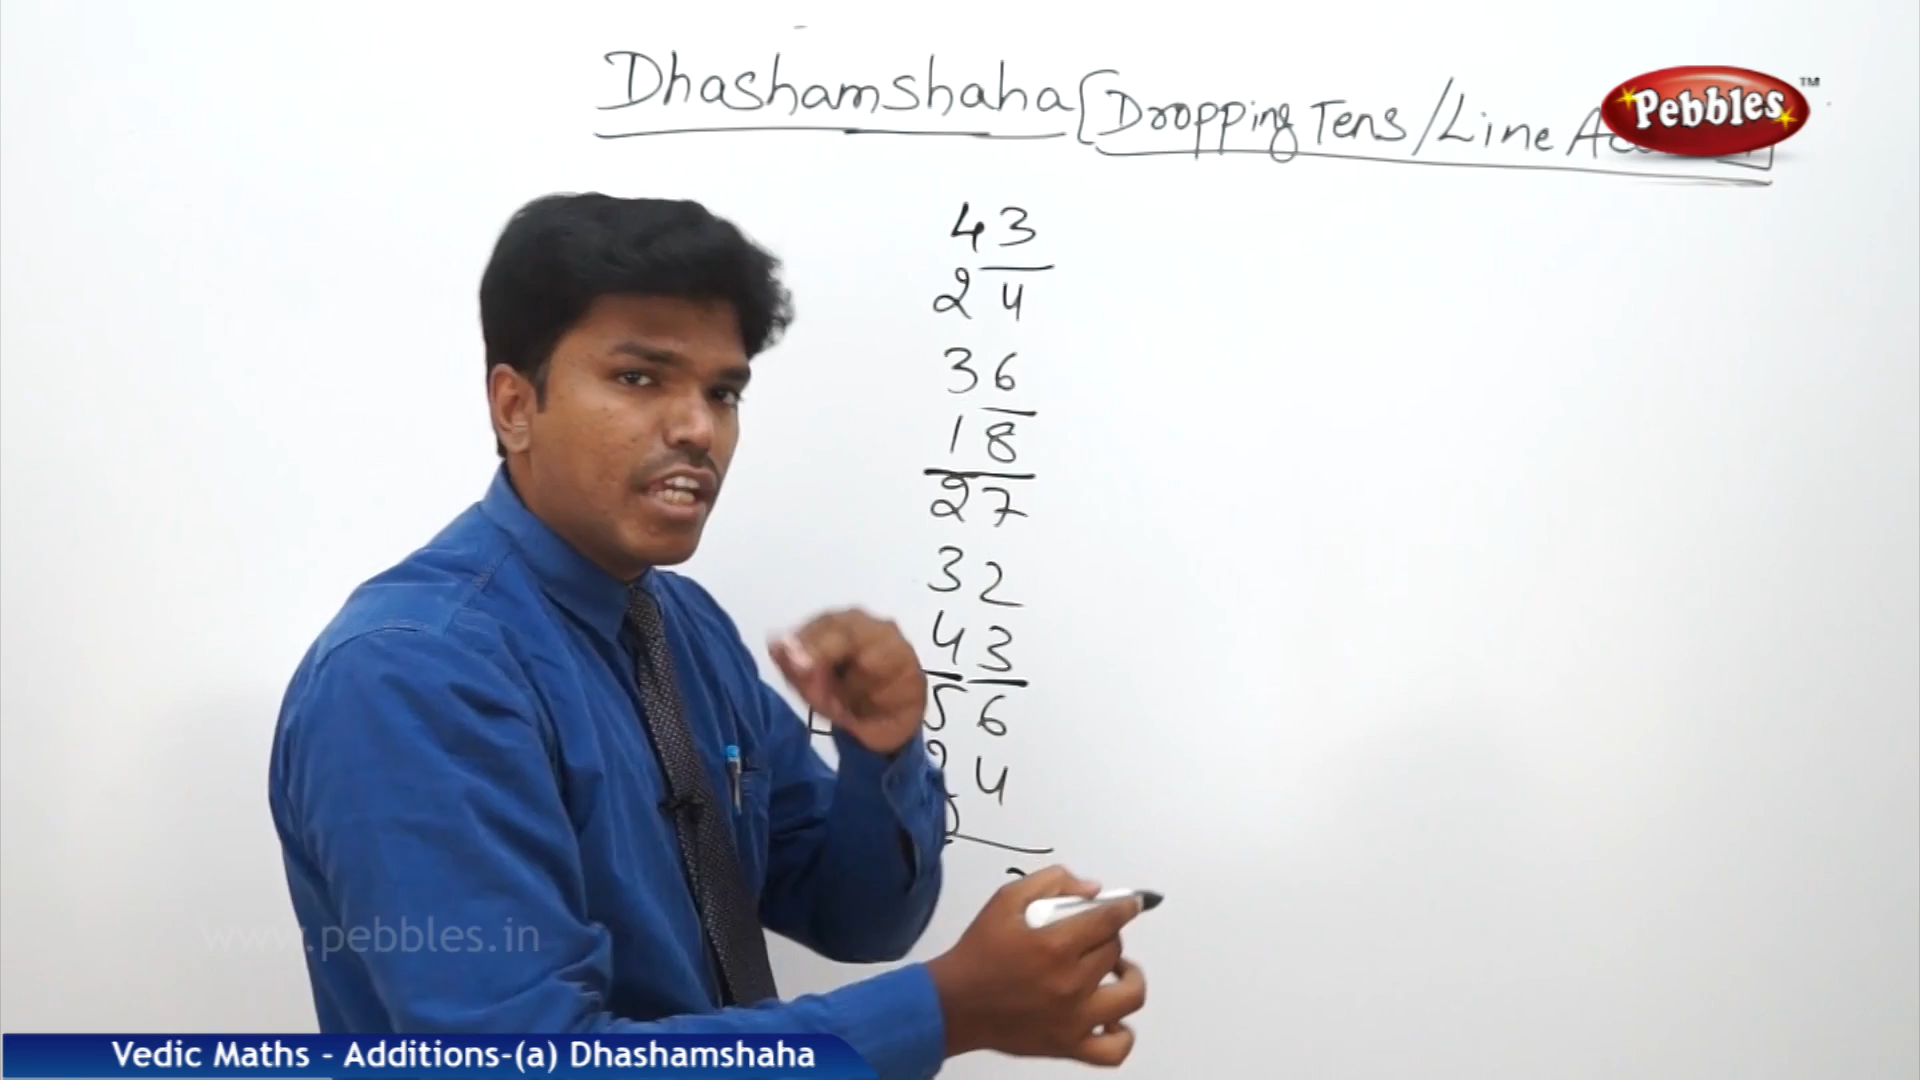 Dhashamshaha [Dropping Tens/Line
Pebbles™
43
24
36
18
27
32
43
56
4
www.pebbles.in
Vedic Maths - Additions-(a) Dhashamshaha